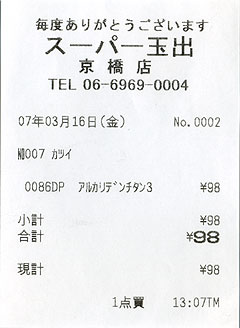 毎度ありがとうございます
スーパー玉出
京橋店
TEL 06-6969-0004
07年03月16日(金) No.0002
№007 カツイ
0086DP アルカリデンチタン3 ¥98
小計 ¥98
合計 ¥98
現計 ¥98
1点買 13:07TM